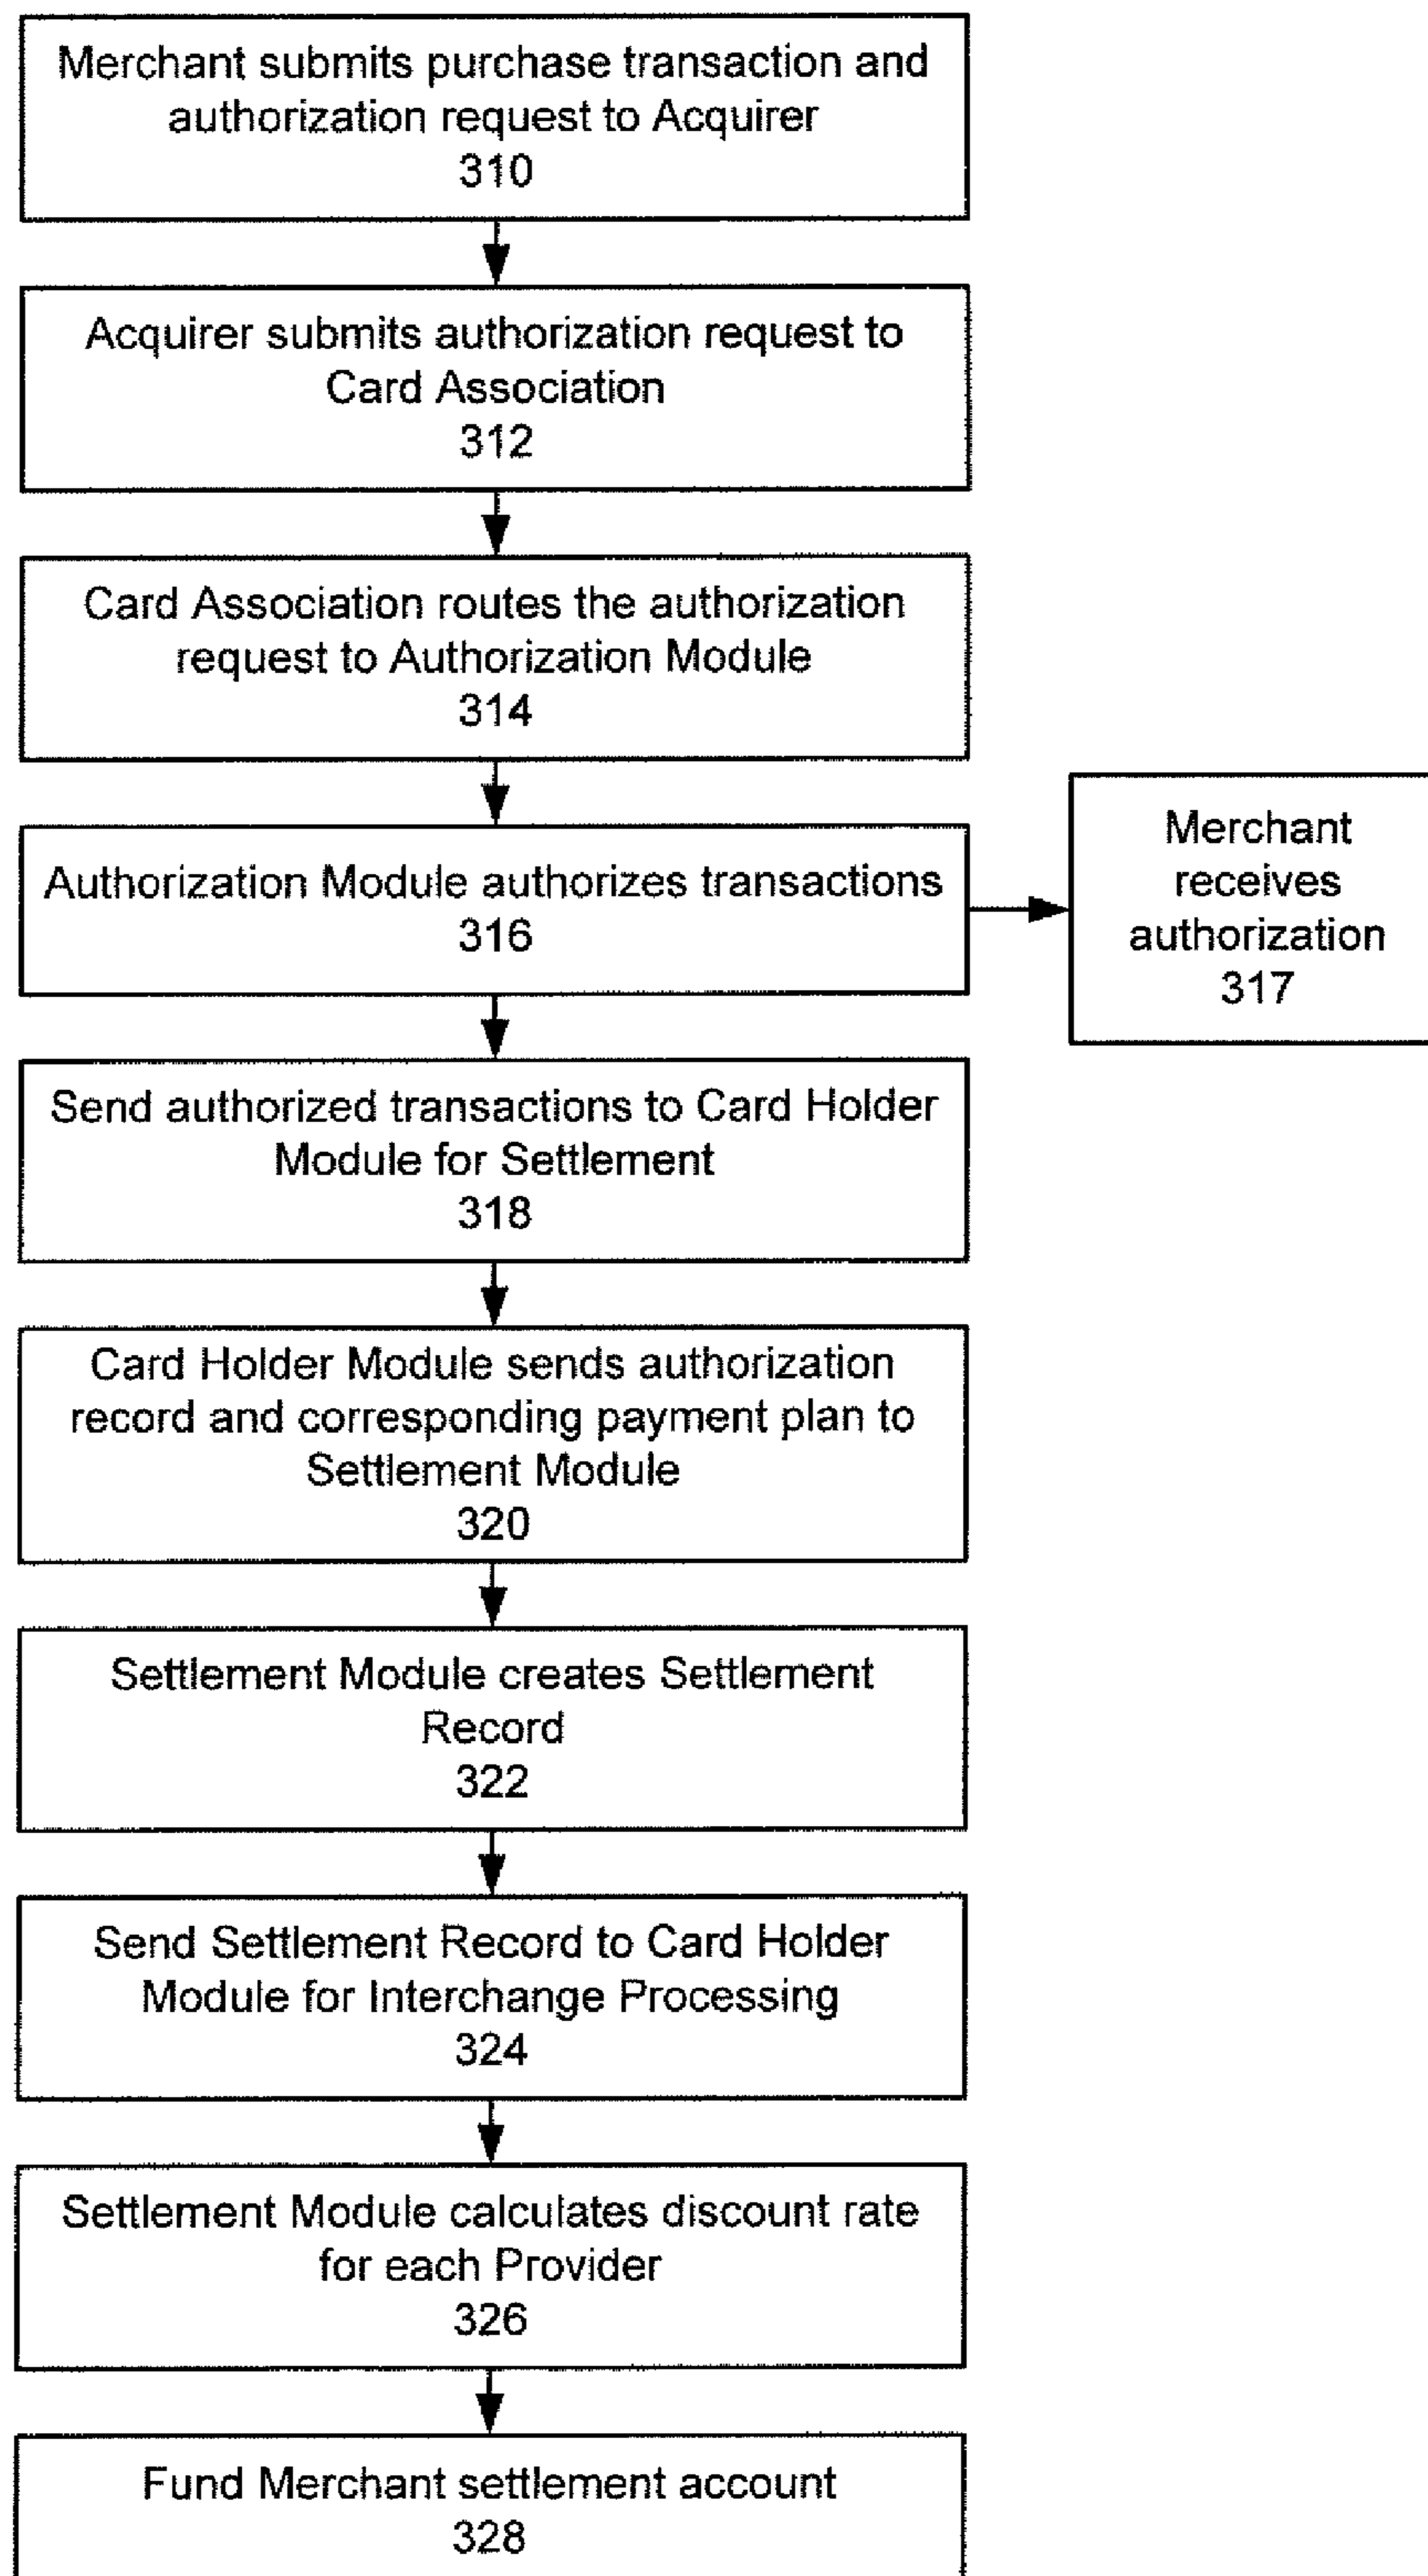 Merchant submits purchase transaction and
authorization request to Acquirer
310
Acquirer submits authorization request to
Card Association
312
Card Association routes the authorization
request to Authorization Module
314
Authorization Module authorizes transactions
316
Merchant
receives
authorization
317
Send authorized transactions to Card Holder
Module for Settlement
318
Card Holder Module sends authorization
record and corresponding payment plan to
Settlement Module
320
Settlement Module creates Settlement
Record
322
Send Settlement Record to Card Holder
Module for Interchange Processing
324
Settlement Module calculates discount rate
for each Provider
326
Fund Merchant settlement account
328